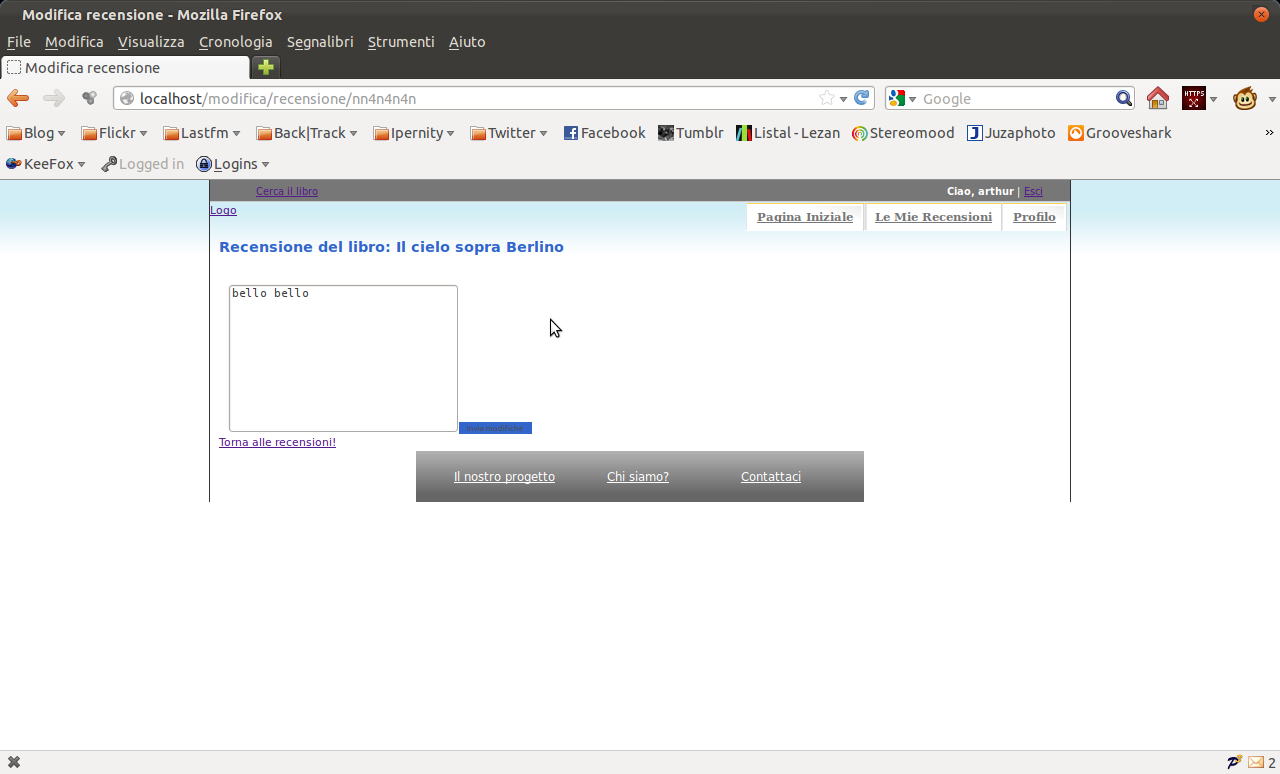 Modifica recensione - Mozilla Firefox
File Modifica Visualizza Cronologia Segnalibri Strumenti Aiuto
Modifica recensione
localhost/modifica/recensione/nn4n4n4n Google HTTPS
Blog Flickr Lastfm Back|Track Ipernity Twitter Facebook Tumblr Listal - Lezan Stereomood Juzaphoto Grooveshark »
KeeFox Logged in Logins
Cerca il libro Ciao, arthur | Esci
Logo Pagina Iniziale Le Mie Recensioni Profilo
Recensione del libro: Il cielo sopra Berlino
bello bello
Invia modifiche
Torna alle recensioni!
Il nostro progetto Chi siamo? Contattaci
2